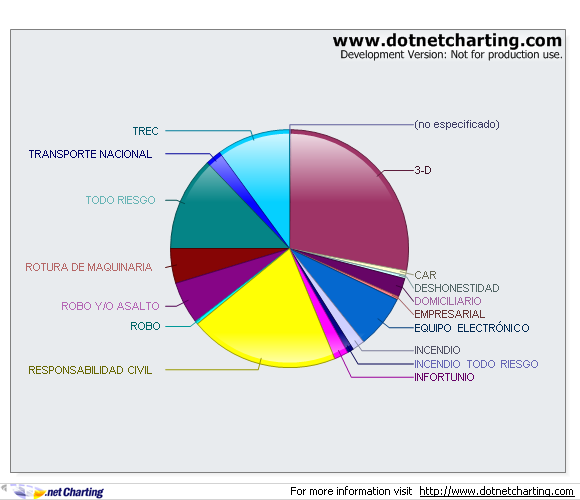 www.dotnetcharting.com
Development Version: Not for production use.
(no especificado)
TREC
TRANSPORTE NACIONAL
3-D
TODO RIESGO
ROTURA DE MAQUINARIA
CAR
DESHONESTIDAD
DOMICILIARIO
ROBO Y/O ASALTO
EMPRESARIAL
ROBO
EQUIPO ELECTRÓNICO
INCENDIO
RESPONSABILIDAD CIVIL
INCENDIO TODO RIESGO
INFORTUNIO
.net Charting
For more information visit http://www.dotnetcharting.com